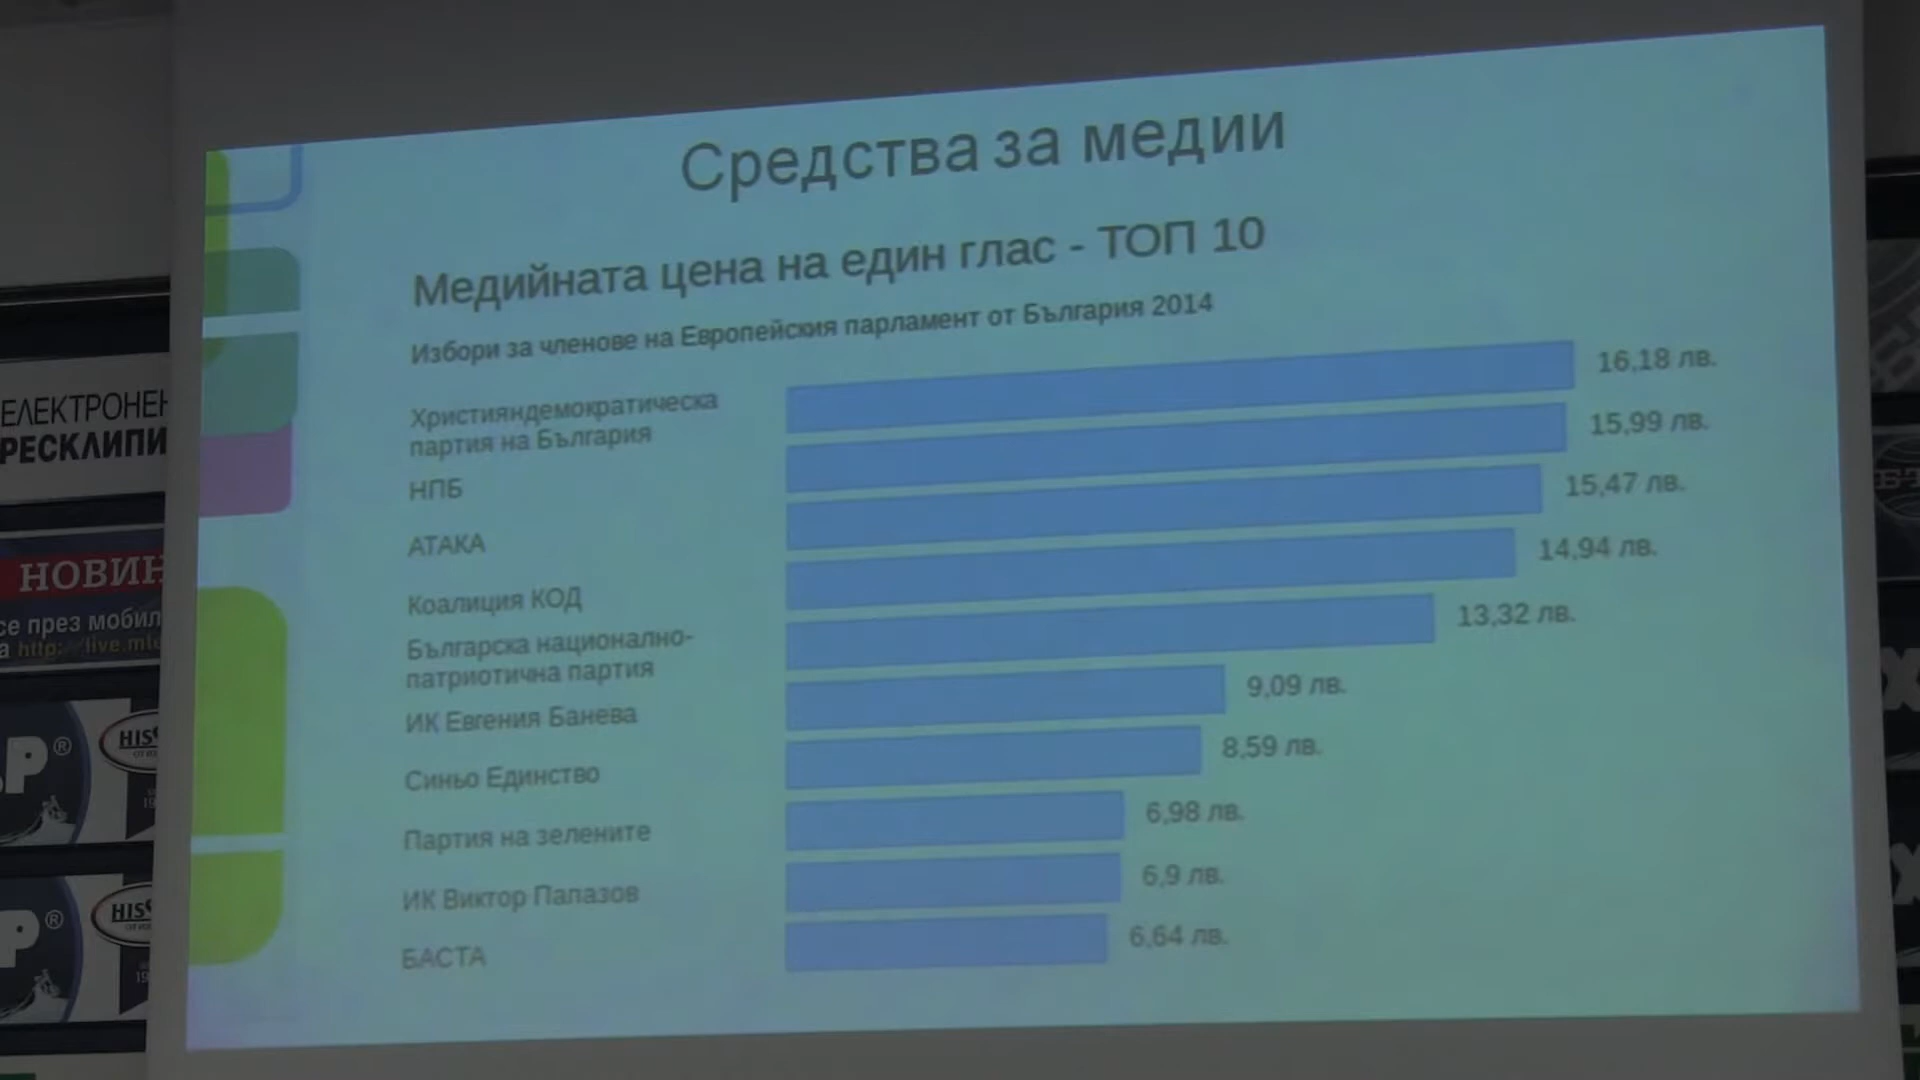 Средства за медии
Медийната цена на един глас - ТОП 10
Избори за членове на Европейския парламент от България 2014
Християндемократическа
партия на България
16,18 лв.
НПБ
15,99 лв.
АТАКА
15,47 лв.
Коалиция КОД
14,94 лв.
Българска национално-
патриотична партия
13,32 лв.
ИК Евгения Банева
9,09 лв.
Синьо Единство
8,59 лв.
Партия на зелените
6,98 лв.
ИК Виктор Папазов
6,9 лв.
БАСТА
6,64 лв.
ЕЛЕКТРОНЕН
РЕСКЛИПИ
НОВИН
се през мобил
а http:
live.